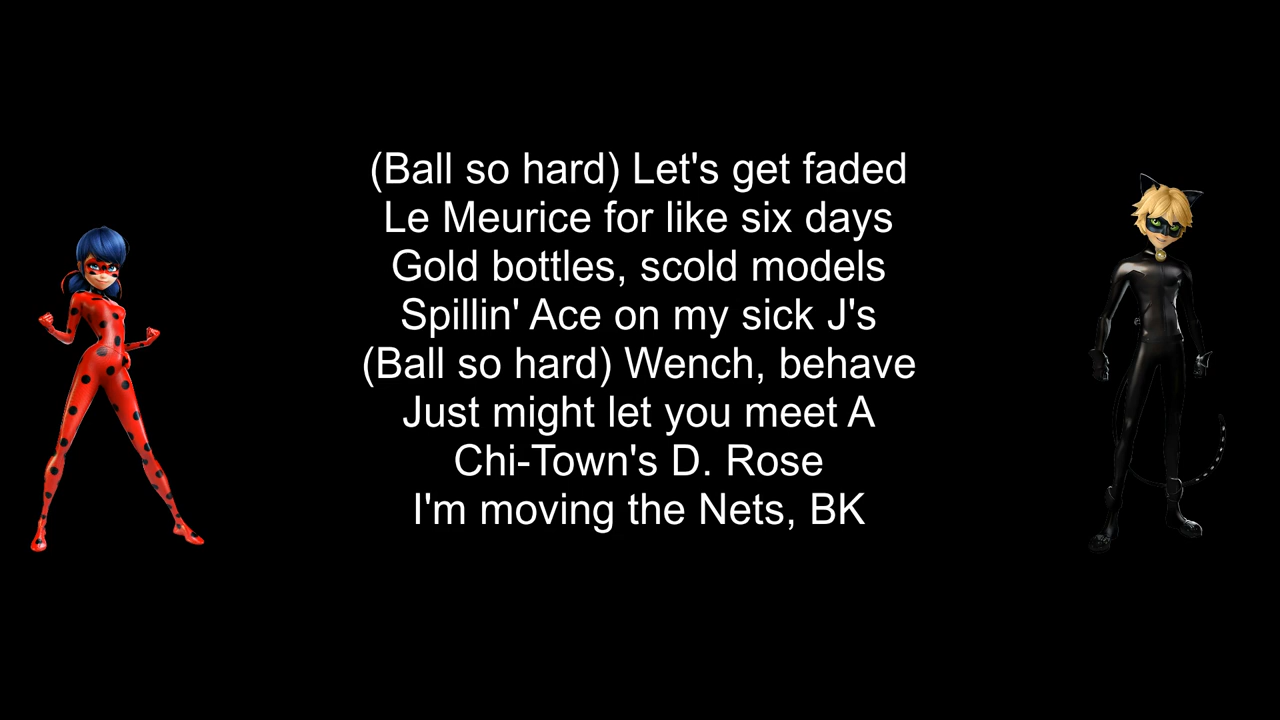 (Ball so hard) Let's get faded
Le Meurice for like six days
Gold bottles, scold models
Spillin' Ace on my sick J's
(Ball so hard) Wench, behave
Just might let you meet A
Chi-Town's D. Rose
I'm moving the Nets, BK